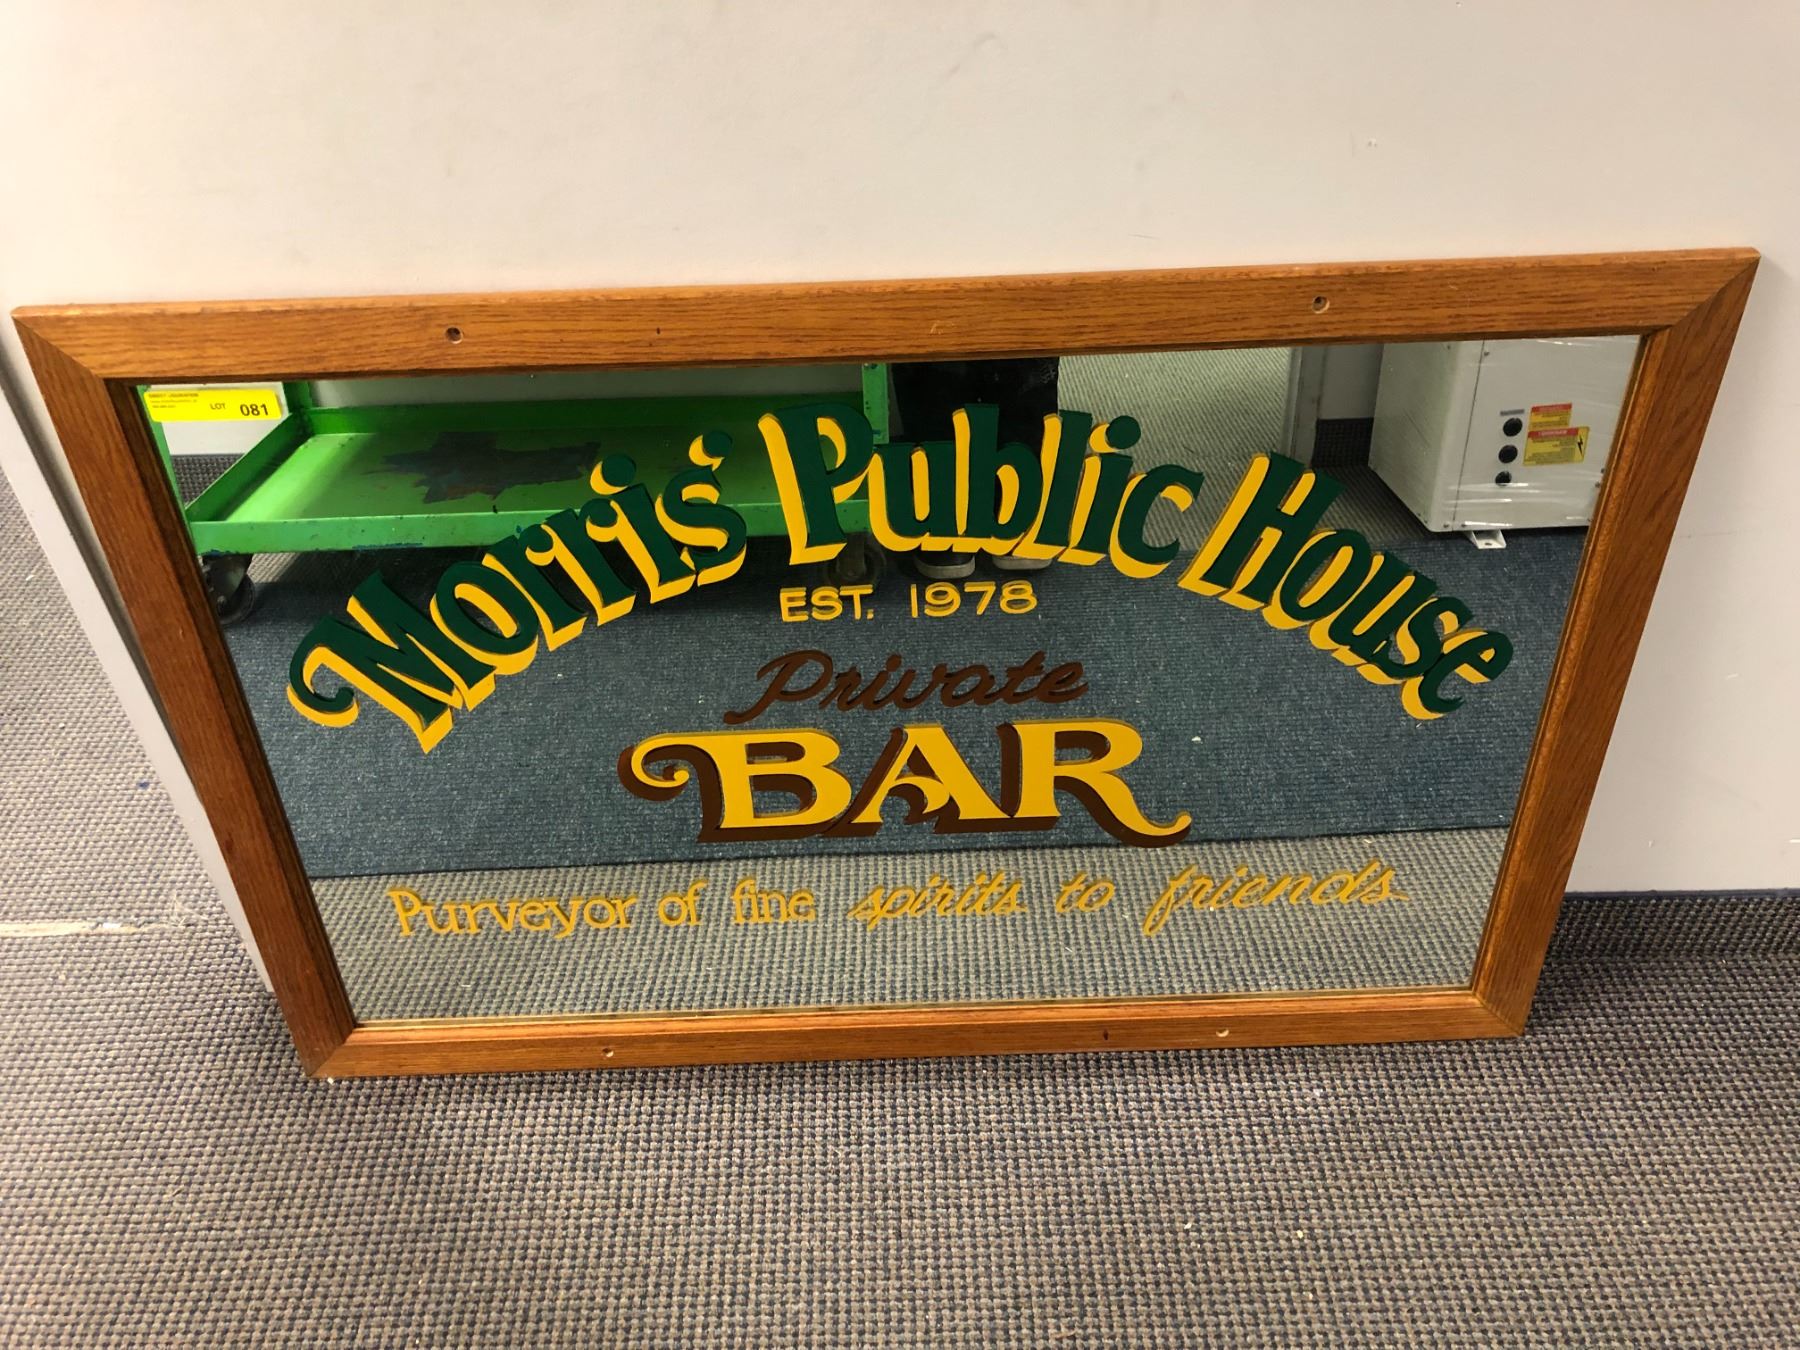 LOT 081
Morris' Public House
EST. 1978
Private
BAR
Purveyor of fine spirits to friends